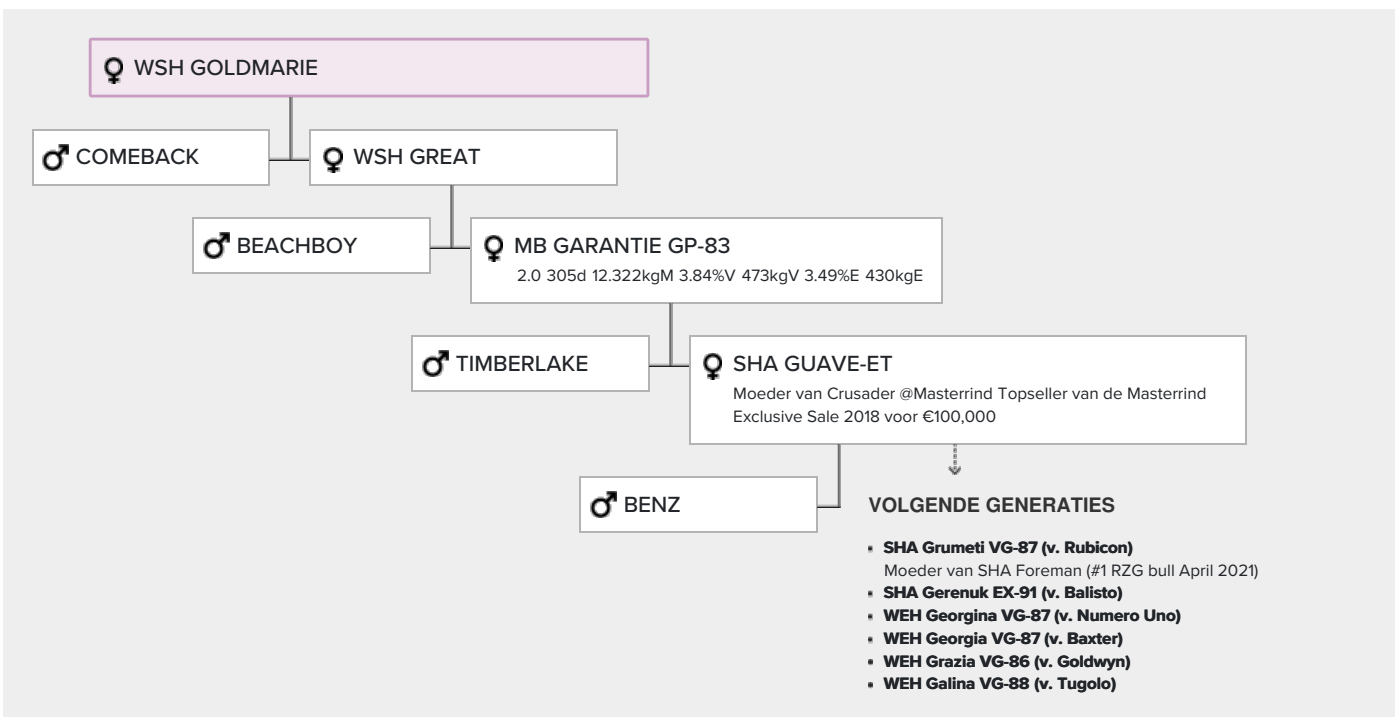 WSH GOLDMARIE
COMEBACK
WSH GREAT
BEACHBOY
MB GARANTIE GP-83
2.0 305d 12.322kgM 3.84%V 473kgV 3.49%E 430kgE
TIMBERLAKE
SHA GUAVE-ET
Moeder van Crusader @Masterrind Topseller van de Masterrind
Exclusive Sale 2018 voor €100,000
BENZ
VOLGENDE GENERATIES
SHA Grumeti VG-87 (v. Rubicon)
Moeder van SHA Foreman (#1 RZG bull April 2021)
SHA Gerenuk EX-91 (v. Balisto)
WEH Georgina VG-87 (v. Numero Uno)
WEH Georgia VG-87 (v. Baxter)
WEH Grazia VG-86 (v. Goldwyn)
WEH Galina VG-88 (v. Tugolo)